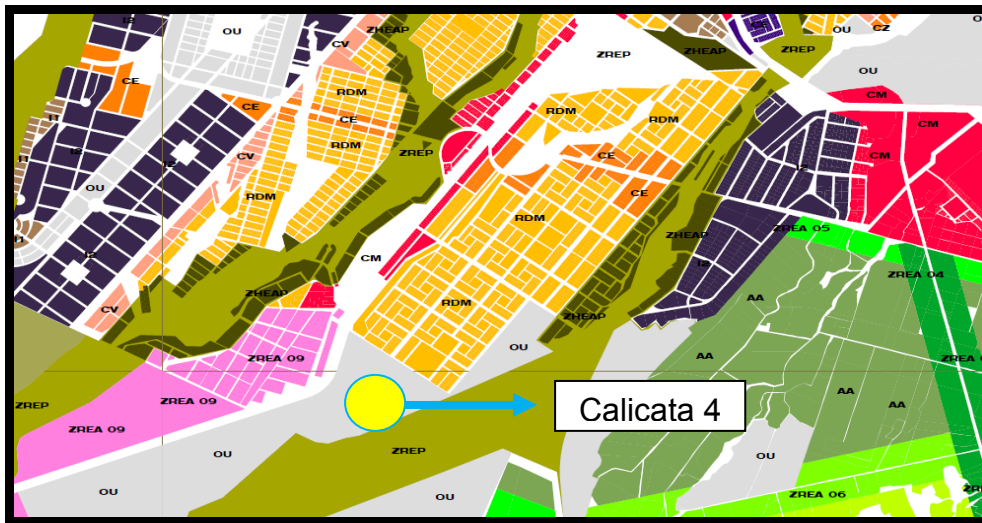 I2
OU
CV
ZHEAP
ZREP
ZHEAP
ZREP
OU
CZ
OU
CE
RDM
CM
CM
CE
CE
RDM
RDM
CM
I1
I2
I2
CV
RDM
ZREP
CE
I2
OU
RDM
CE
I1
RDM
ZREA 05
I2
CM
ZHEAP
I2
ZREA 04
CV
ZHEAP
RDM
ZHEAP
AA
ZREA 09
OU
AA
ZREP
ZREA 09
AA
AA
Calicata 4
ZREA 09
OU
ZREP
OU
OU
OU
ZREA 06